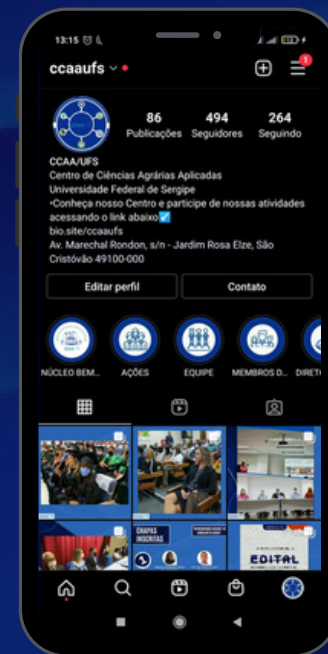 13:15
ccaaufs
1
86 494 264
Publicações Seguidores Seguindo
CCAA/UFS
Centro de Ciências Agrárias Aplicadas
Universidade Federal de Sergipe
•Conheça nosso Centro e participe de nossas atividades
acessando o link abaixo
bio.site/ccaaufs
Av. Marechal Rondon, s/n - Jardim Rosa Elze, São
Cristóvão 49100-000
Editar perfil Contato
NÚCLEO BEM... AÇÕES EQUIPE MEMBROS D... DIRET
CHAPAS
INSCRITAS
EDITAL